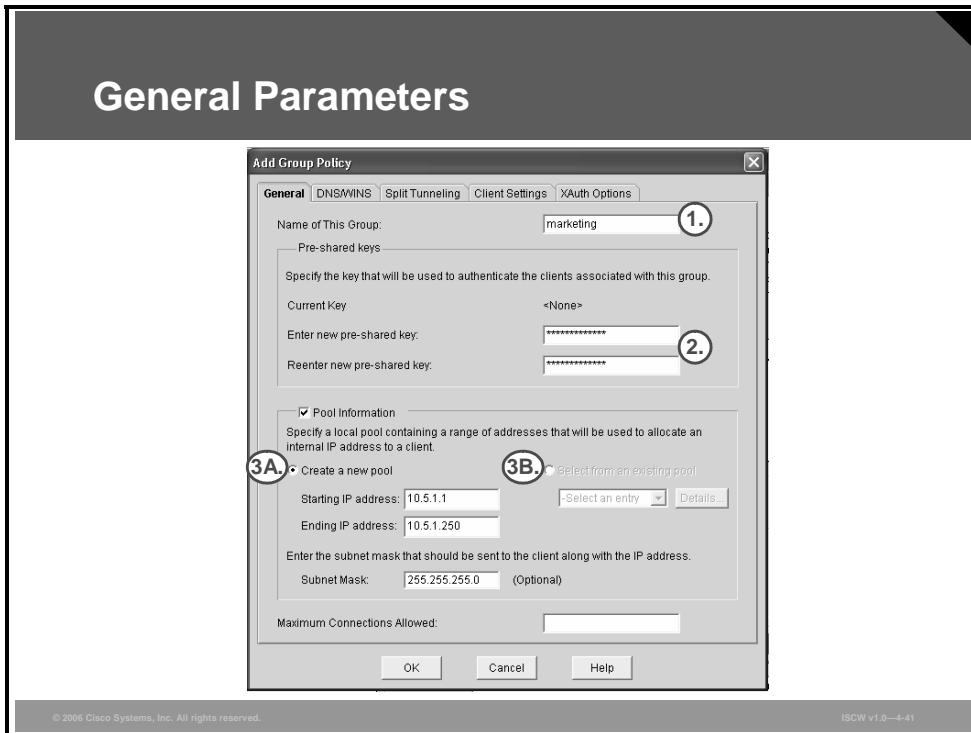 General Parameters
Add Group Policy
General DNS/WINS Split Tunneling Client Settings XAuth Options
Name of This Group: marketing 1.
Pre-shared keys
Specify the key that will be used to authenticate the clients associated with this group.
Current Key <None>
Enter new pre-shared key: *************
2.
Reenter new pre-shared key: *************
Pool Information
Specify a local pool containing a range of addresses that will be used to allocate an
internal IP address to a client.
3A. Create a new pool 3B. Select from an existing pool
Starting IP address: 10.5.1.1 -Select an entry Details...
Ending IP address: 10.5.1.250
Enter the subnet mask that should be sent to the client along with the IP address.
Subnet Mask: 255.255.255.0 (Optional)
Maximum Connections Allowed:
OK Cancel Help
© 2006 Cisco Systems, Inc. All rights reserved. ISCW v1.0—4-41